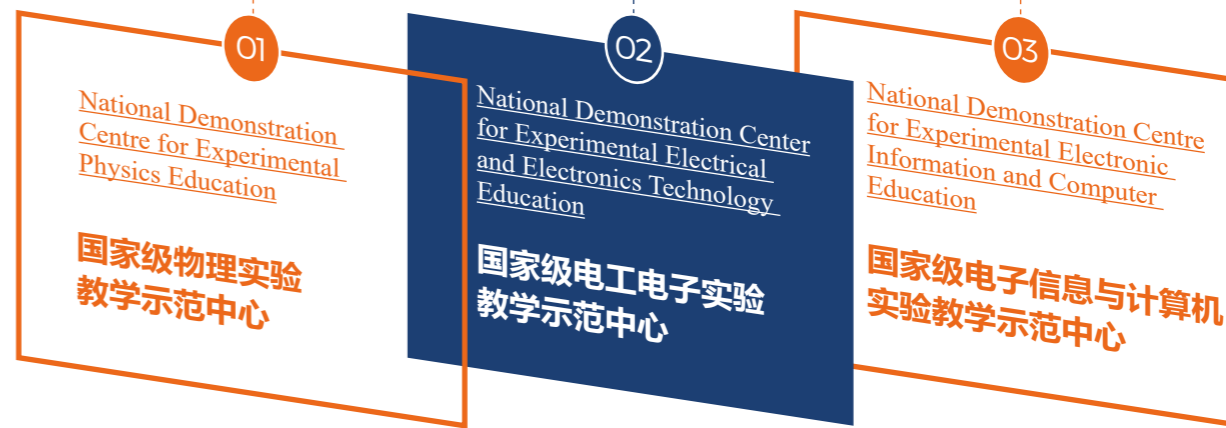 01
National Demonstration
Centre for Experimental
Physics Education
国家级物理实验
教学示范中心
02
National Demonstration Center
for Experimental Electrical
and Electronics Technology
Education
国家级电工电子实验
教学示范中心
03
National Demonstration Centre
for Experimental Electronic
Information and Computer
Education
国家级电子信息与计算机
实验教学示范中心